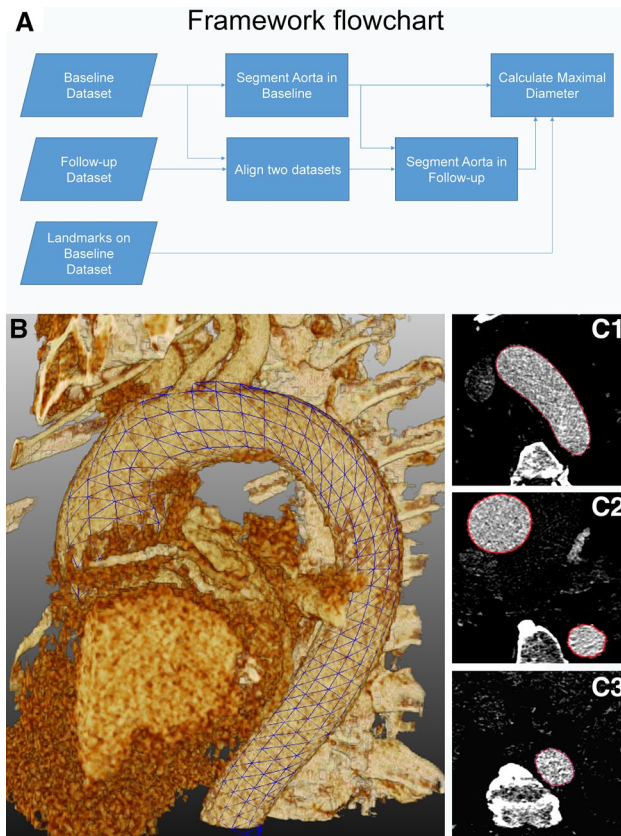 A
Framework flowchart
Baseline
Dataset
Segment Aorta in
Baseline
Calculate Maximal
Diameter
Follow-up
Dataset
Align two datasets
Segment Aorta in
Follow-up
Landmarks on
Baseline
Dataset
B
C1
C2
C3